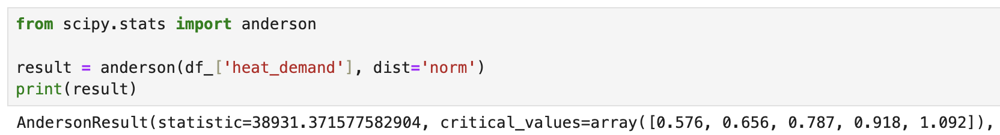 from scipy.stats import anderson
result = anderson(df_['heat_demand'], dist='norm')
print(result)
AndersonResult(statistic=38931.371577582904, critical_values=array([0.576, 0.656, 0.787, 0.918, 1.092]),